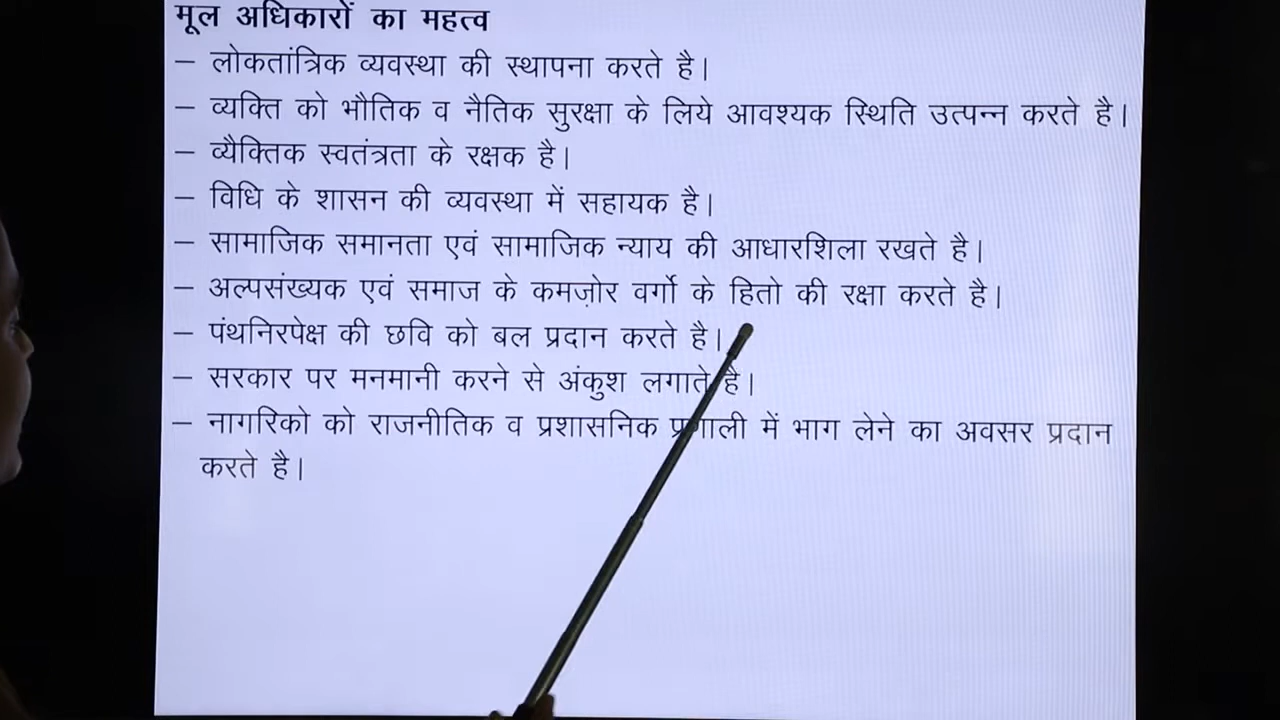 मूल अधिकारों का महत्व
– लोकतांत्रिक व्यवस्था की स्थापना करते है।
– व्यक्ति को भौतिक व नैतिक सुरक्षा के लिये आवश्यक स्थिति उत्पन्न करते है।
– व्यैक्तिक स्वतंत्रता के रक्षक है।
– विधि के शासन की व्यवस्था में सहायक है।
– सामाजिक समानता एवं सामाजिक न्याय की आधारशिला रखते है।
– अल्पसंख्यक एवं समाज के कमज़ोर वर्गो के हितो की रक्षा करते है।
– पंथनिरपेक्ष की छवि को बल प्रदान करते है।
– सरकार पर मनमानी करने से अंकुश लगाते है।
– नागरिको को राजनीतिक व प्रशासनिक प्रणाली में भाग लेने का अवसर प्रदान
करते है।